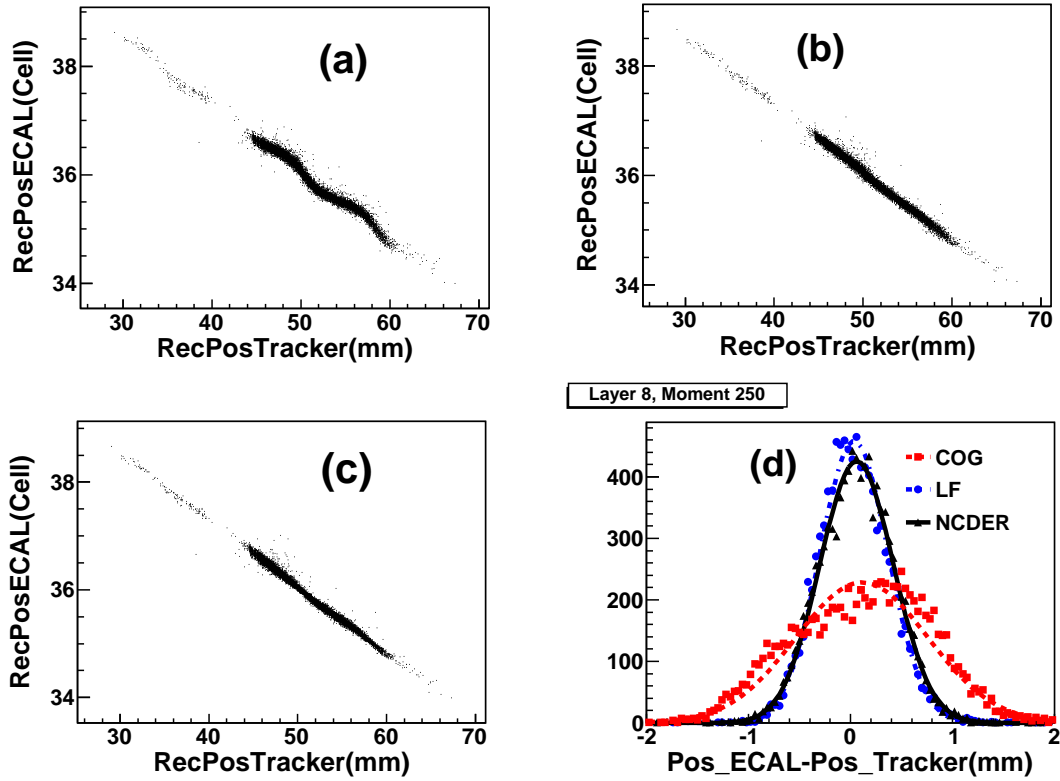 (a)
RecPosECAL(Cell)
38
36
34
30 40 50 60 70
RecPosTracker(mm)
(b)
RecPosECAL(Cell)
38
36
34
30 40 50 60 70
RecPosTracker(mm)
(c)
RecPosECAL(Cell)
38
36
34
30 40 50 60 70
RecPosTracker(mm)
Layer 8, Moment 250
(d)
COG
LF
NCDER
400
300
200
100
0
-2 -1 0 1 2
Pos_ECAL-Pos_Tracker(mm)